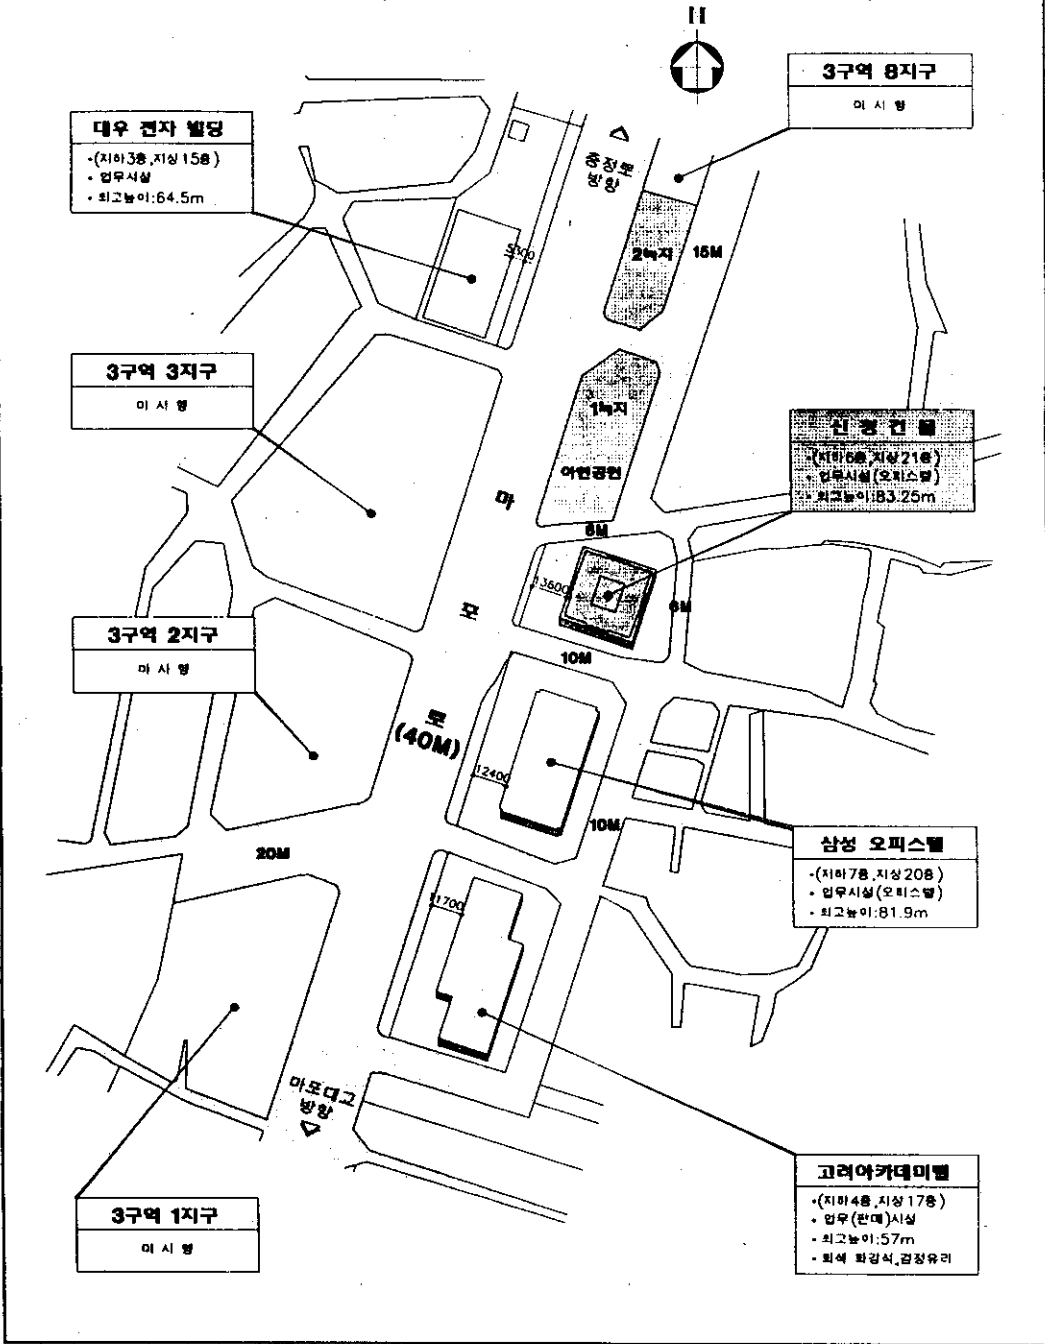 3구역 8지구
미 시 행
대우 전자 빌딩
•(지하3층,지상15층)
• 업무시설
• 최고높이:64.5m
충정로
방향
5300
2녹지
15M
3구역 3지구
미 시 행
1녹지
아현공원
신 청 건 물
•(지하6층,지상21층)
• 업무시설(오피스텔)
• 최고높이:83.25m
마
포
로
(40M)
6M
13600
6M
10M
3구역 2지구
미 시 행
12400
10M
20M
삼성 오피스텔
•(지하7층,지상20층)
• 업무시설(오피스텔)
• 최고높이:81.9m
11700
마포대교
방향
고려아카데미텔
•(지하4층,지상17층)
• 업무(판매)시설
• 최고높이:57m
• 회색 화강석,검정유리
3구역 1지구
미 시 행